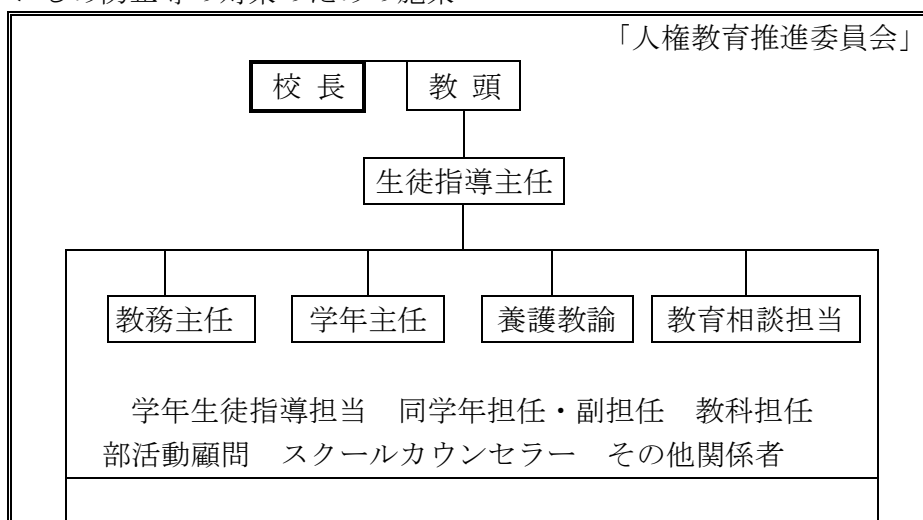 「人権教育推進委員会」
校 長 教 頭
生徒指導主任
教務主任 学年主任 養護教諭 教育相談担当
学年生徒指導担当 同学年担任・副担任 教科担任
部活動顧問 スクールカウンセラー その他関係者